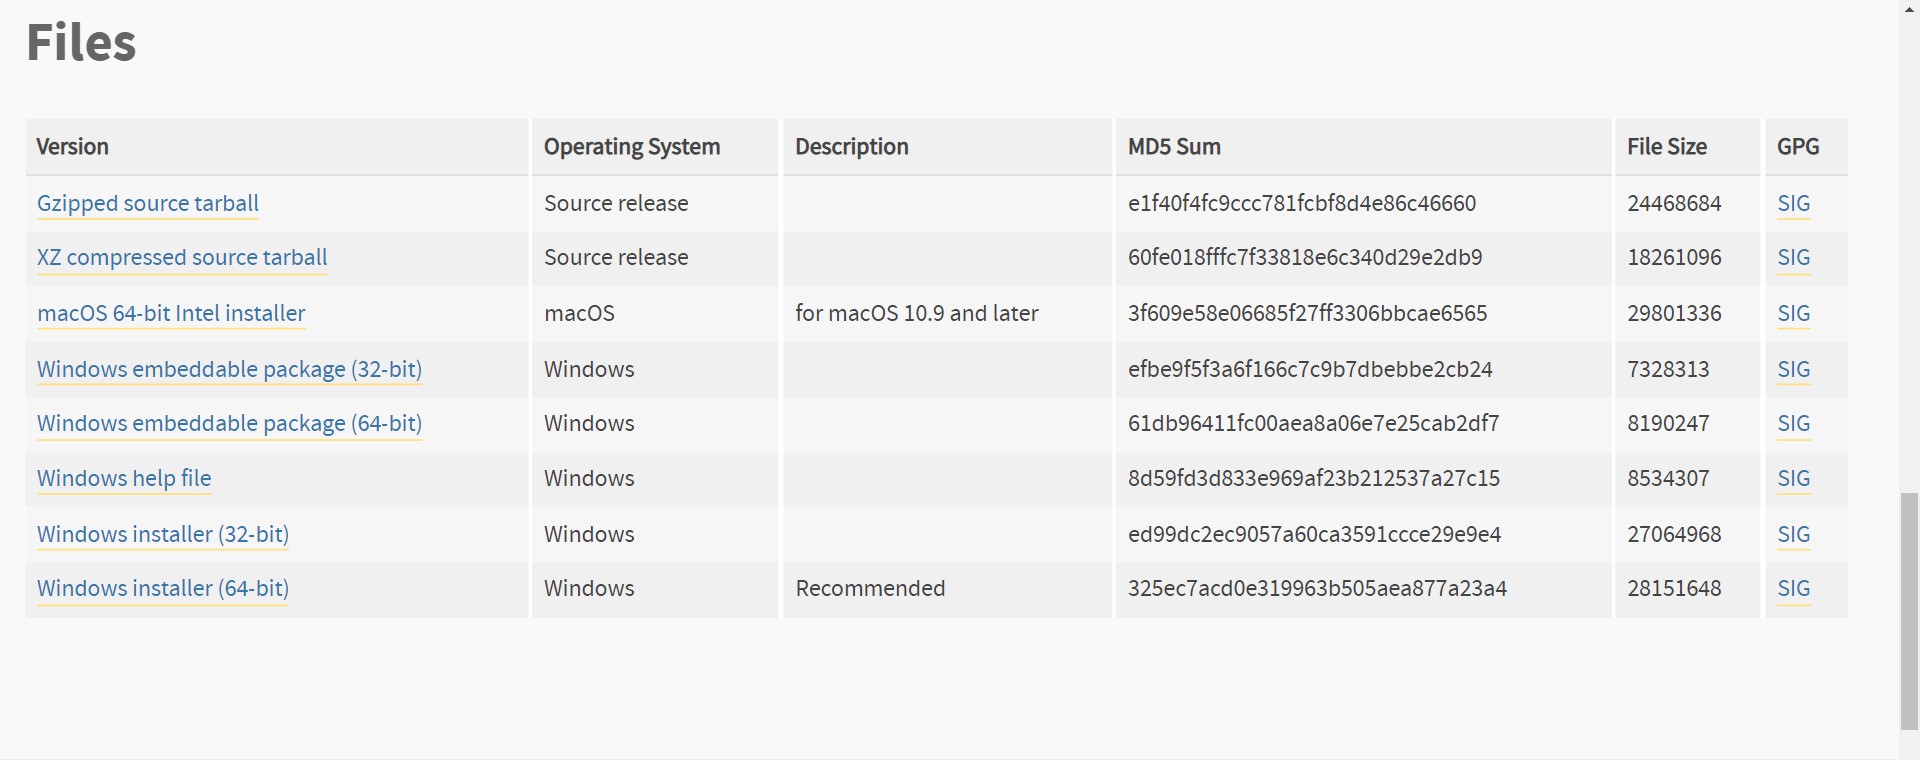 Files
Version Operating System Description MD5 Sum File Size GPG
Gzipped source tarball Source release e1f40f4fc9ccc781fcbf8d4e86c46660 24468684 SIG
XZ compressed source tarball Source release 60fe018fffc7f33818e6c340d29e2db9 18261096 SIG
macOS 64-bit Intel installer macOS for macOS 10.9 and later 3f609e58e06685f27ff3306bbcae6565 29801336 SIG
Windows embeddable package (32-bit) Windows efbe9f5f3a6f166c7c9b7dbebbe2cb24 7328313 SIG
Windows embeddable package (64-bit) Windows 61db96411fc00aea8a06e7e25cab2df7 8190247 SIG
Windows help file Windows 8d59fd3d833e969af23b212537a27c15 8534307 SIG
Windows installer (32-bit) Windows ed99dc2ec9057a60ca3591ccce29e9e4 27064968 SIG
Windows installer (64-bit) Windows Recommended 325ec7acd0e319963b505aea877a23a4 28151648 SIG